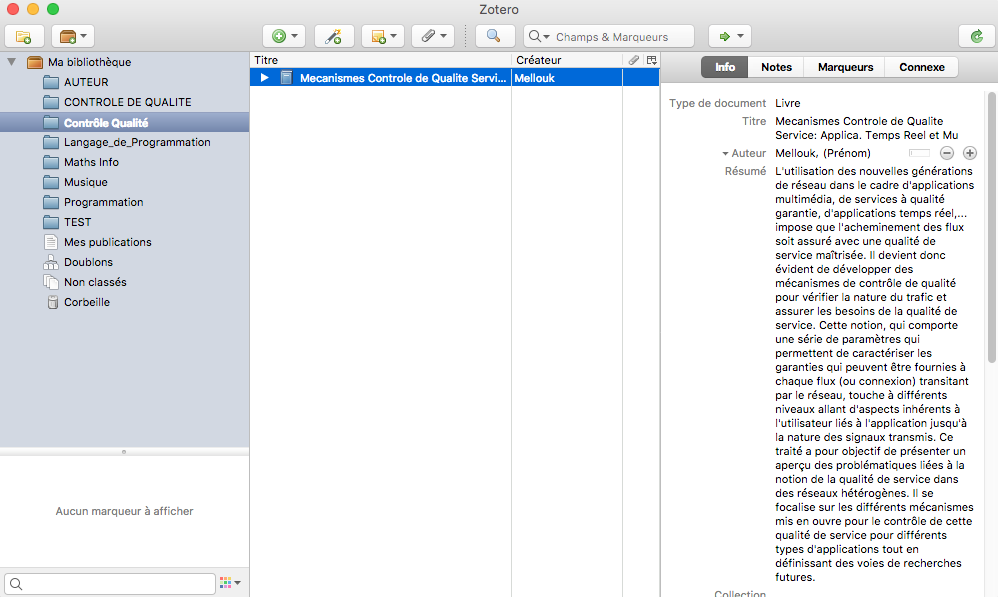 Zotero
Champs & Marqueurs
Ma bibliothèque
AUTEUR
CONTROLE DE QUALITE
Contrôle Qualité
Langage_de_Programmation
Maths Info
Musique
Programmation
TEST
Mes publications
Doublons
Non classés
Corbeille
Aucun marqueur à afficher
Titre Créateur
Mecanismes Controle de Qualite Servi... Mellouk
Info Notes Marqueurs Connexe
Type de document Livre
Titre Mecanismes Controle de Qualite
Service: Applica. Temps Reel et Mu
Auteur Mellouk, (Prénom)
Résumé L'utilisation des nouvelles générations
de réseau dans le cadre d'applications
multimédia, de services à qualité
garantie, d'applications temps réel,...
impose que l'acheminement des flux
soit assuré avec une qualité de
service maîtrisée. Il devient donc
évident de développer des
mécanismes de contrôle de qualité
pour vérifier la nature du trafic et
assurer les besoins de la qualité de
service. Cette notion, qui comporte
une série de paramètres qui
permettent de caractériser les
garanties qui peuvent être fournies à
chaque flux (ou connexion) transitant
par le réseau, touche à différents
niveaux allant d'aspects inhérents à
l'utilisateur liés à l'application jusqu'à
la nature des signaux transmis. Ce
traité a pour objectif de présenter un
aperçu des problématiques liées à la
notion de la qualité de service dans
des réseaux hétérogènes. Il se
focalise sur les différents mécanismes
mis en ouvre pour le contrôle de cette
qualité de service pour différents
types d'applications tout en
définissant des voies de recherches
futures.
Collection